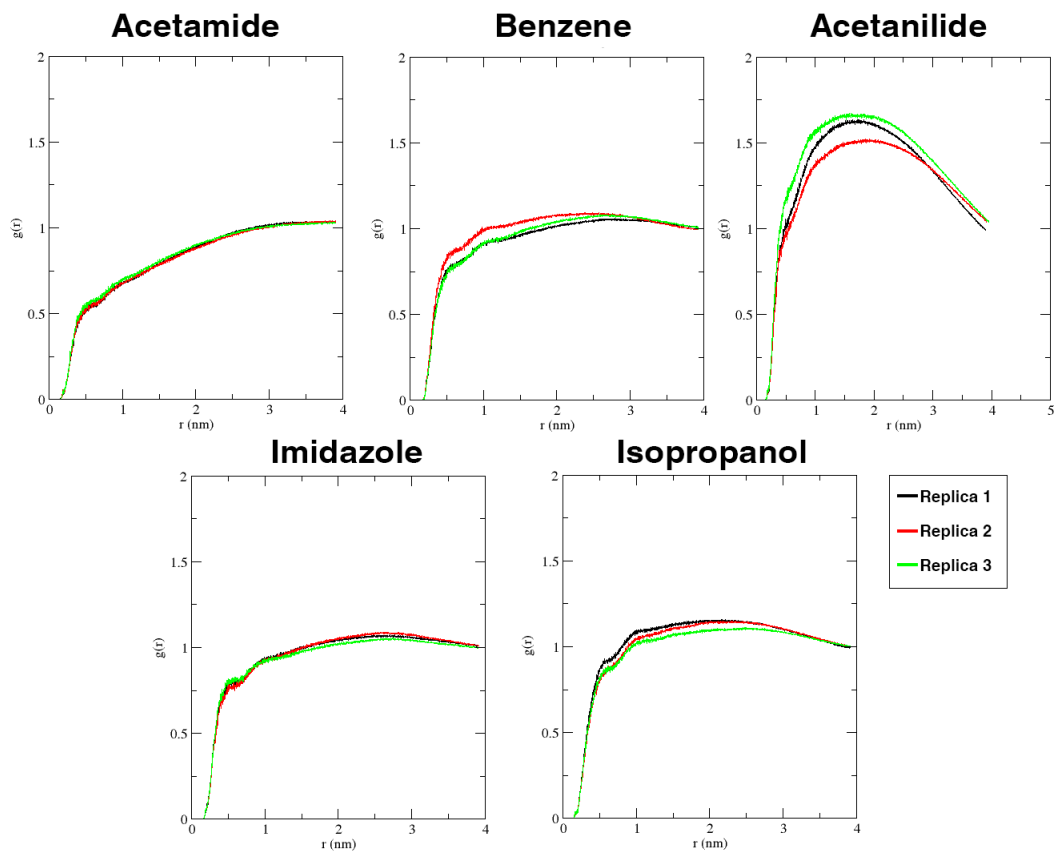 Acetamide
Benzene
Acetanilide
2
1.5
1
0.5
0
g(r)
0 1 2 3 4
r (nm)
2
1.5
1
0.5
0
g(r)
0 1 2 3 4
r (nm)
2
1.5
1
0.5
0
g(r)
0 1 2 3 4 5
r (nm)
Imidazole
Isopropanol
2
1.5
1
0.5
0
g(r)
0 1 2 3 4
r (nm)
2
1.5
1
0.5
0
g(r)
0 1 2 3 4
r (nm)
Replica 1
Replica 2
Replica 3